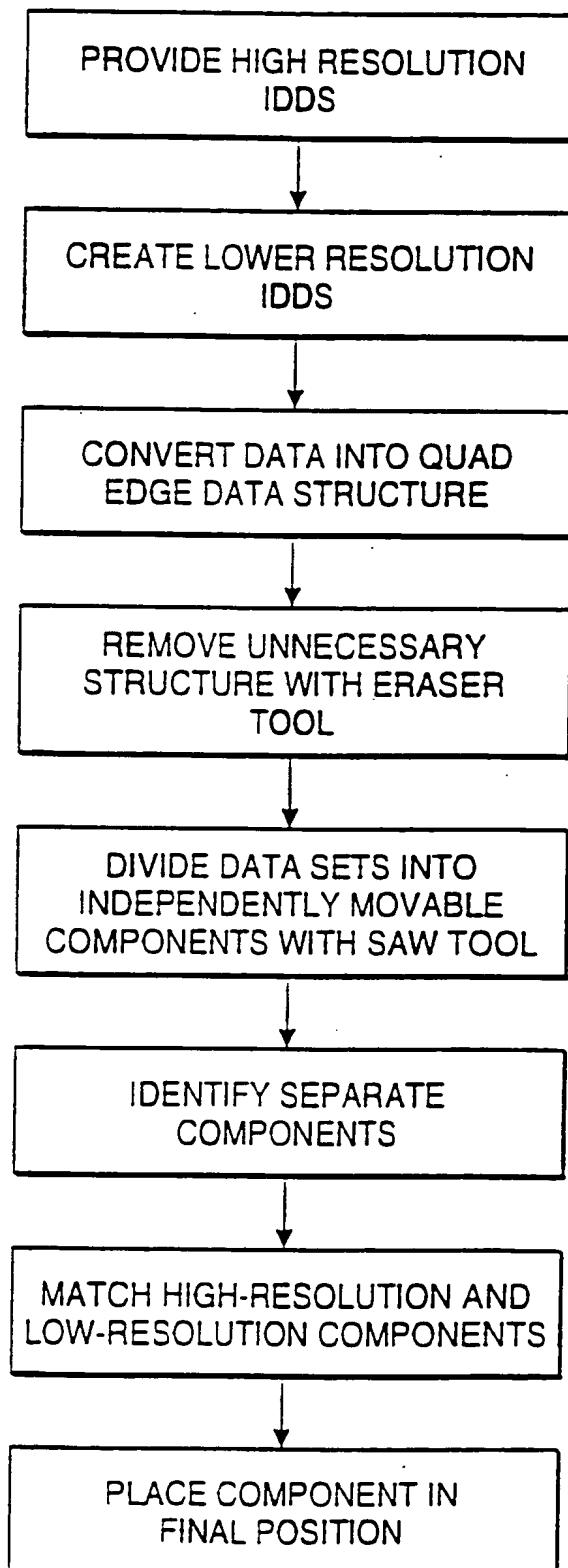 PROVIDE HIGH RESOLUTION
IDDS
CREATE LOWER RESOLUTION
IDDS
CONVERT DATA INTO QUAD
EDGE DATA STRUCTURE
REMOVE UNNECESSARY
STRUCTURE WITH ERASER
TOOL
DIVIDE DATA SETS INTO
INDEPENDENTLY MOVABLE
COMPONENTS WITH SAW TOOL
IDENTIFY SEPARATE
COMPONENTS
MATCH HIGH-RESOLUTION AND
LOW-RESOLUTION COMPONENTS
PLACE COMPONENT IN
FINAL POSITION